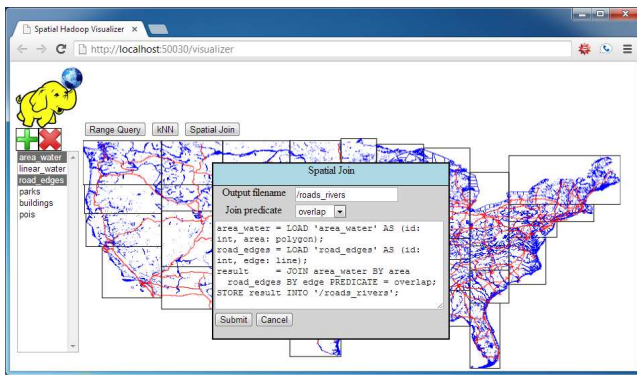 Spatial Hadoop Visualizer
http://localhost:50030/visualizer
Range Query kNN Spatial Join
area_water
linear_water
road_edges
parks
buildings
pois
Spatial Join
Output filename /roads_rivers
Join predicate overlap
area_water = LOAD 'area_water' AS (id:
int, area: polygon);
road_edges = LOAD 'road_edges' AS (id:
int, edge: line);
result = JOIN area_water BY area
road_edges BY edge PREDICATE = overlap;
STORE result INTO '/roads_rivers';
Submit Cancel